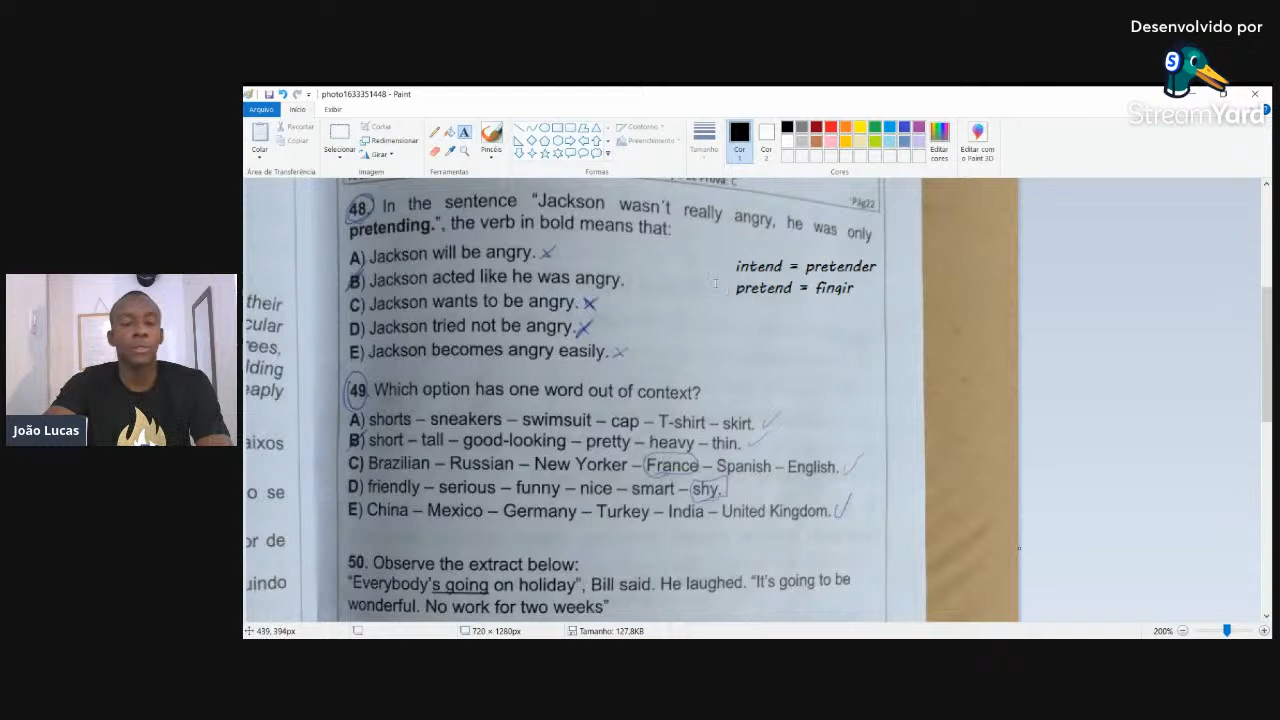 Desenvolvido por
S
StreamYard
photo1633351448 - Paint
Arquivo
Início
Exibir
Colar
Recortar
Copiar
Área de Transferência
Selecionar
Cortar
Redimensionar
Girar
Imagem
A
Ferramentas
Pincéis
Contorno
Preenchimento
Formas
Tamanho
Cor
1
Cor
2
Cores
Editar
cores
Editar com
o Paint 3D
Prova: C
Pág22
48. In the sentence “Jackson wasn't really angry, he was only
pretending.”, the verb in bold means that:
A) Jackson will be angry.
B) Jackson acted like he was angry.
C) Jackson wants to be angry.
D) Jackson tried not be angry.
E) Jackson becomes angry easily.
intend = pretender
pretend = fingir
49. Which option has one word out of context?
A) shorts – sneakers – swimsuit – cap – T-shirt – skirt.
B) short – tall – good-looking – pretty – heavy – thin.
C) Brazilian – Russian – New Yorker – France – Spanish – English.
D) friendly – serious – funny – nice – smart – shy.
E) China – Mexico – Germany – Turkey – India – United Kingdom.
50. Observe the extract below:
“Everybody's going on holiday”, Bill said. He laughed. “It's going to be
wonderful. No work for two weeks”
their
cular
rees,
lding
eaply
aixos
o se
or de
uindo
João Lucas
439, 394px
720 × 1280px
Tamanho: 127,8KB
200%